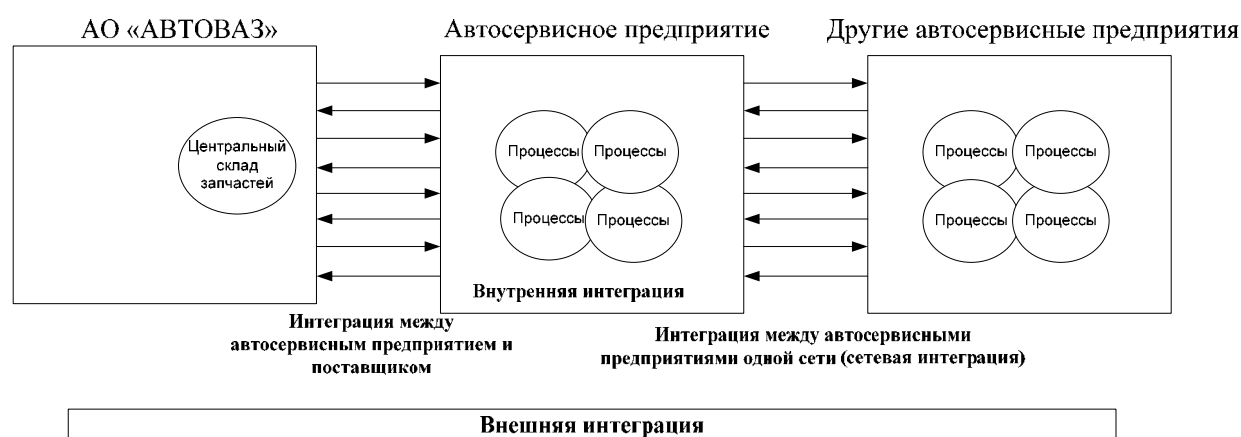 АО «АВТОВАЗ»
Автосервисное предприятие
Другие автосервисные предприятия
Центральный
склад
запчастей
Процессы
Процессы
Процессы
Процессы
Внутренняя интеграция
Процессы
Процессы
Процессы
Процессы
Интеграция между
автосервисным предприятием и
поставщиком
Интеграция между автосервисными
предприятиями одной сети (сетевая интеграция)
Внешняя интеграция